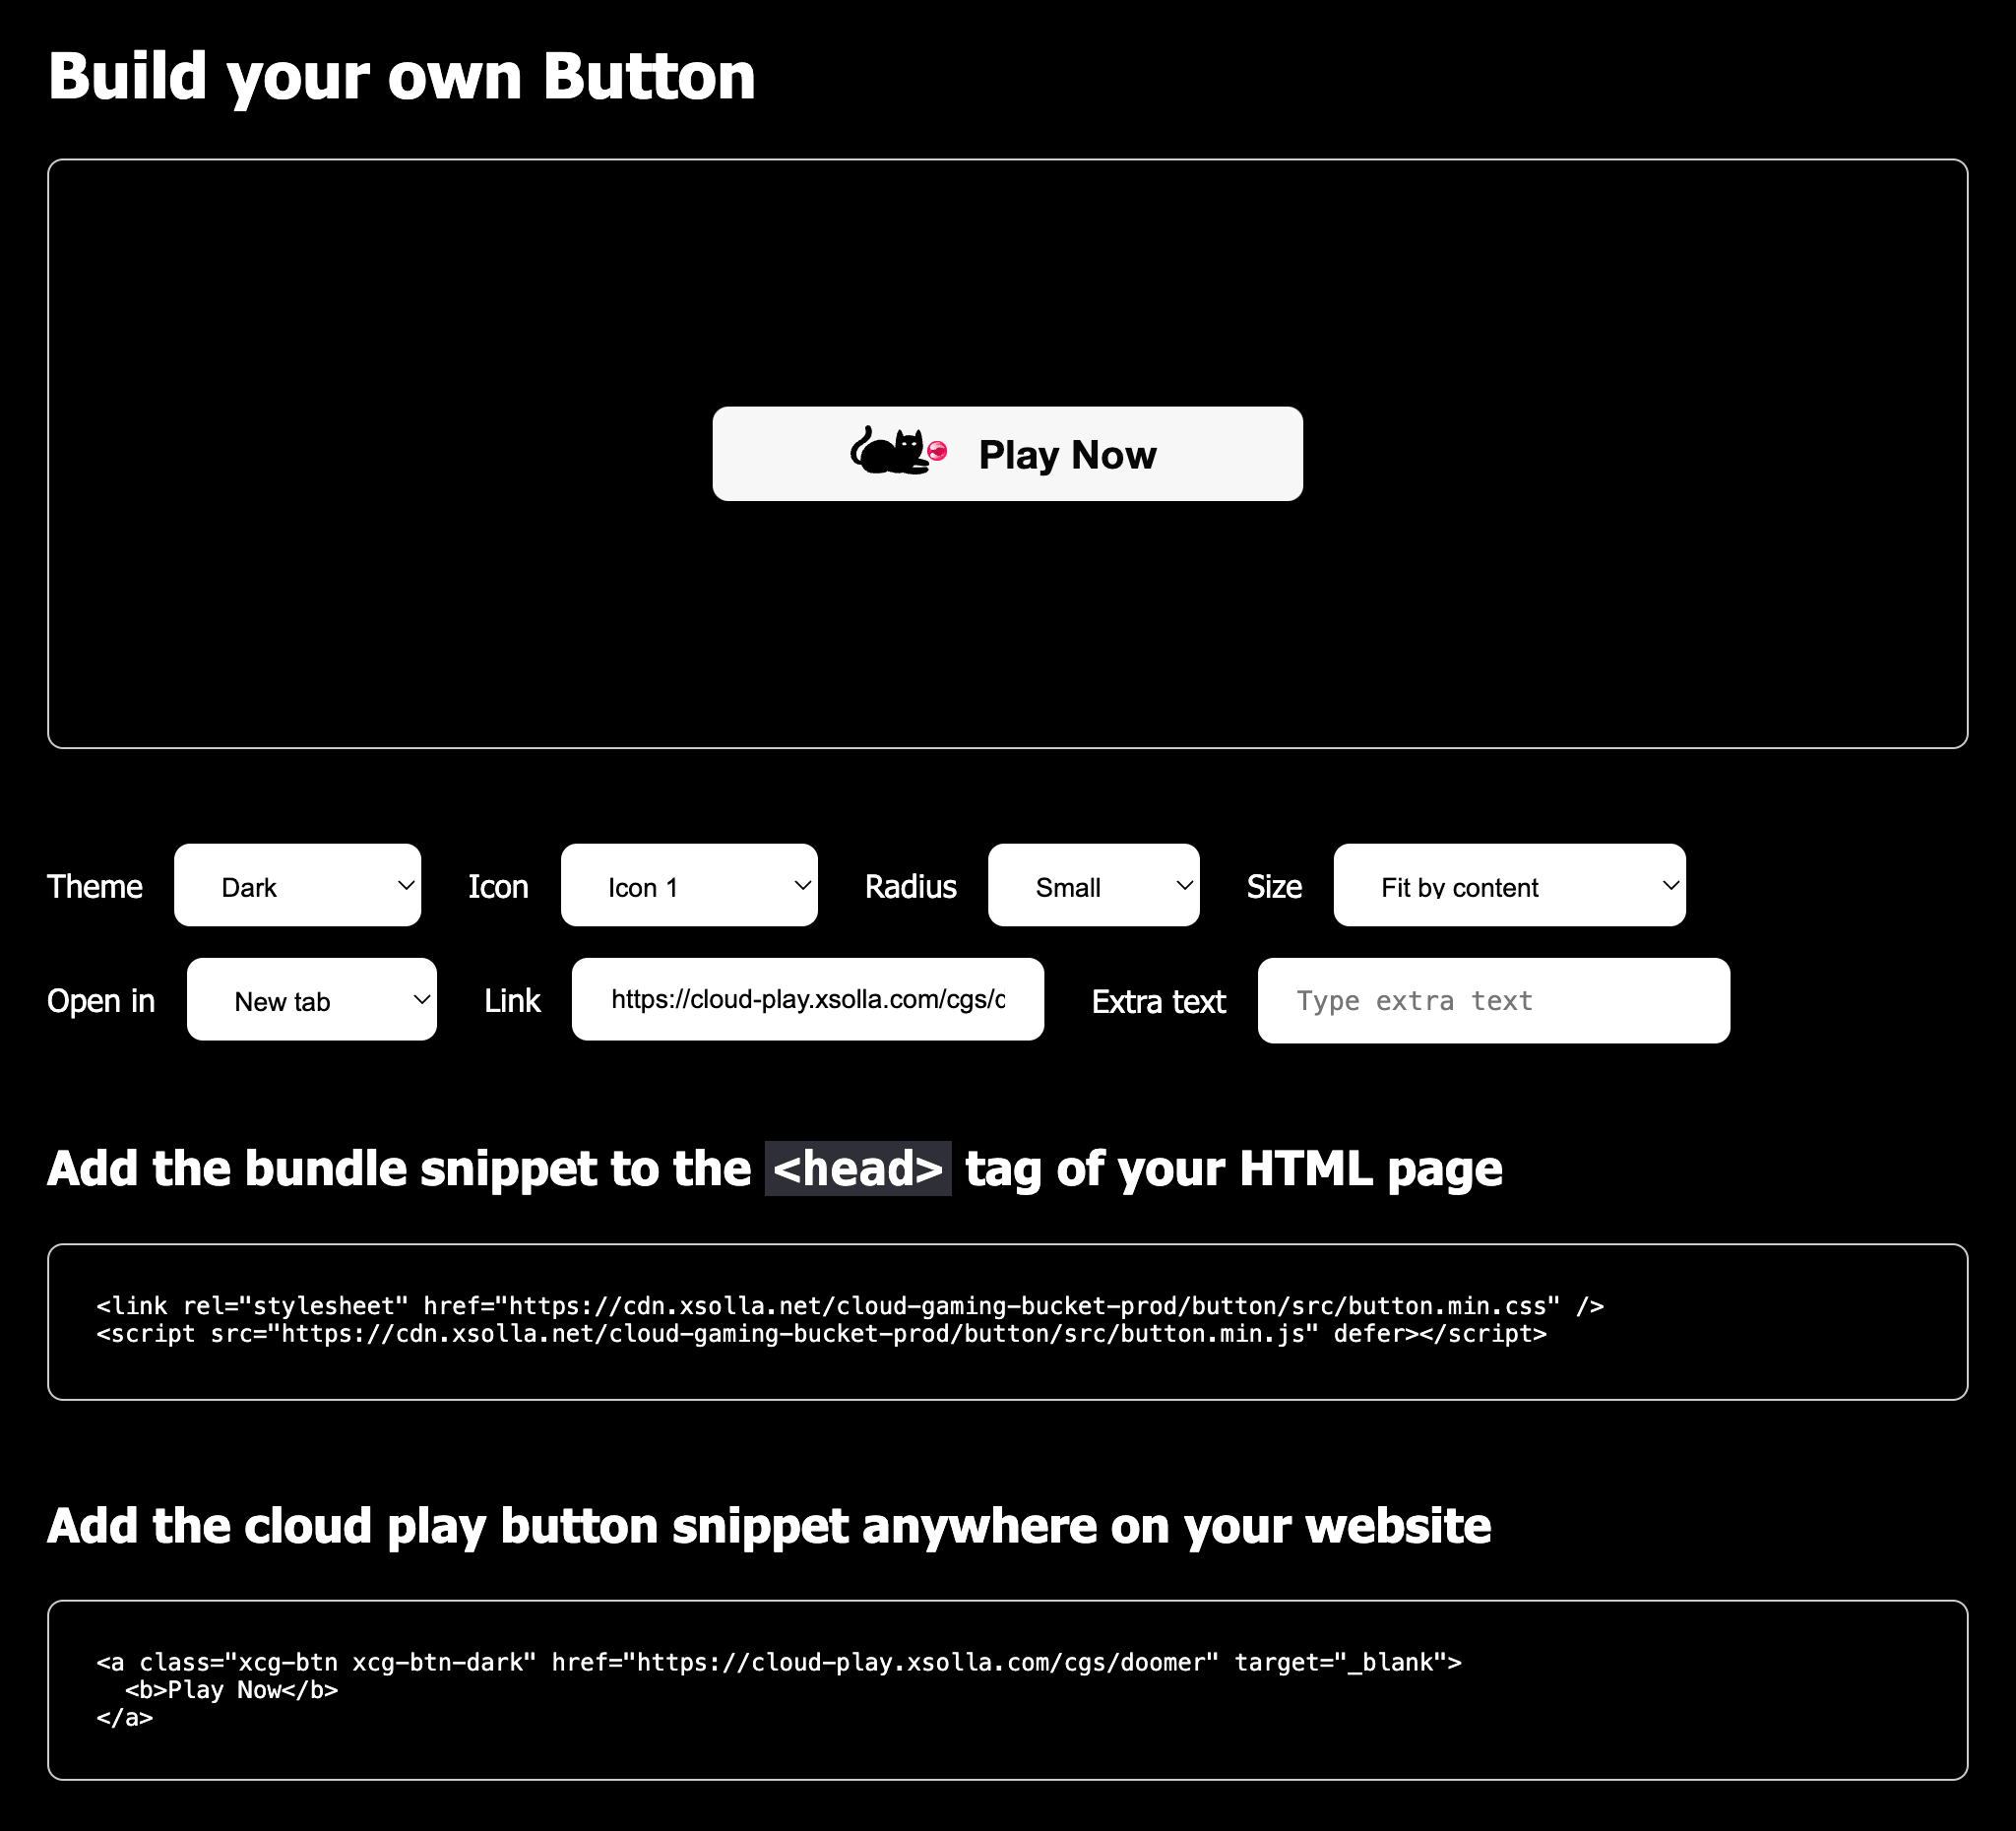 Build your own Button
Play Now
Theme Dark Icon Icon 1 Radius Small Size Fit by content
Open in New tab Link https://cloud-play.xsolla.com/cgs/ Extra text Type extra text
Add the bundle snippet to the <head> tag of your HTML page
<link rel="stylesheet" href="https://cdn.xsolla.net/cloud-gaming-bucket-prod/button/src/button.min.css" />
<script src="https://cdn.xsolla.net/cloud-gaming-bucket-prod/button/src/button.min.js" defer></script>
Add the cloud play button snippet anywhere on your website
<a class="xcg-btn xcg-btn-dark" href="https://cloud-play.xsolla.com/cgs/doomer" target="_blank">
<b>Play Now</b>
</a>